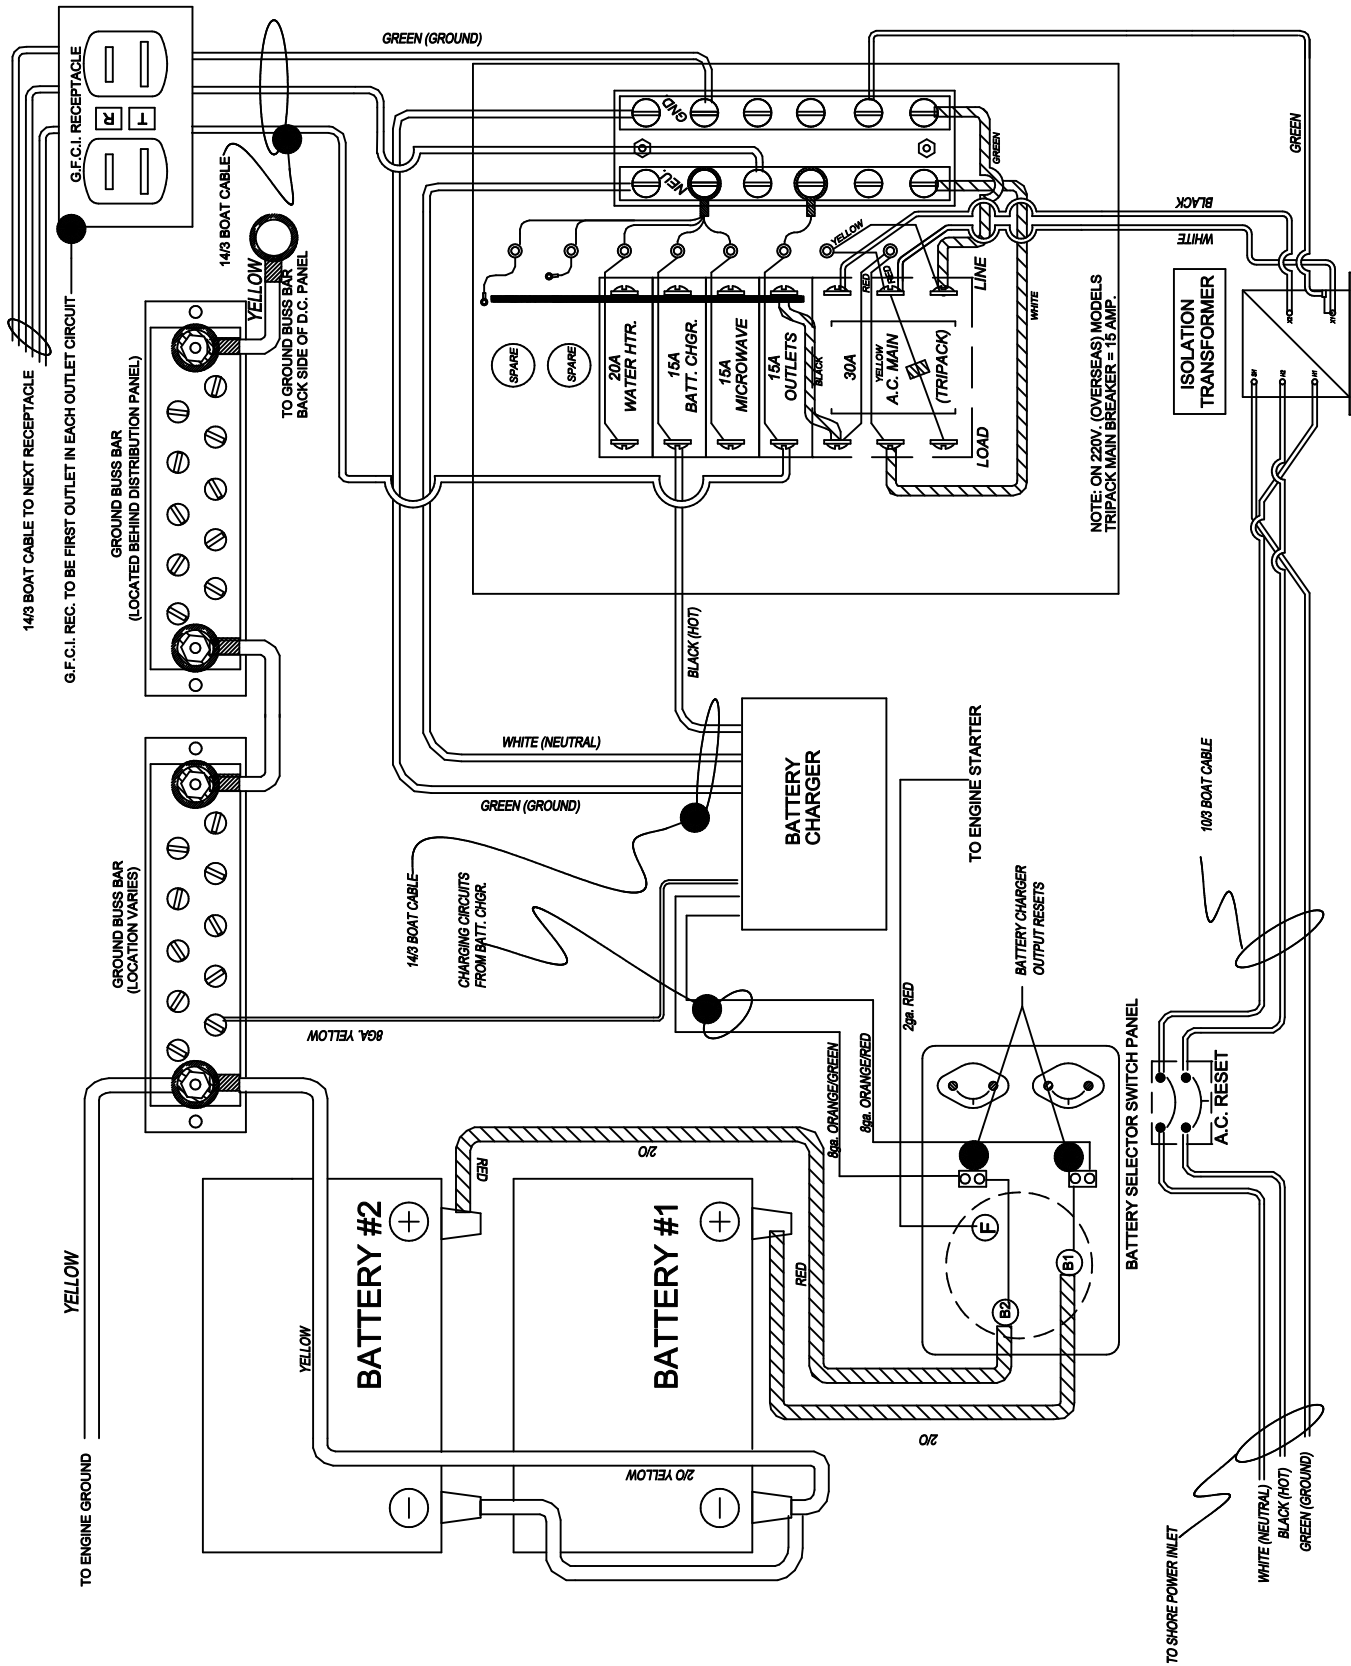 GREEN (GROUND)
G.F.C.I. RECEPTACLE
R
T
14/3 BOAT CABLE
YELLOW
TO GROUND BUSS BAR
BACK SIDE OF D.C. PANEL
14/3 BOAT CABLE TO NEXT RECEPTACLE
G.F.C.I. REC. TO BE FIRST OUTLET IN EACH OUTLET CIRCUIT
GROUND BUSS BAR
(LOCATED BEHIND DISTRIBUTION PANEL)
GND.
NEU.
GREEN
GREEN
BLACK
WHITE
YELLOW
RED
RED
LINE
WHITE
SPARE
SPARE
20A
WATER HTR.
15A
BATT. CHGR.
15A
MICROWAVE
15A
OUTLETS
BLACK
30A
YELLOW
A.C. MAIN
(TRIPACK)
LOAD
ISOLATION
TRANSFORMER
X2
X1
SH
H2
H1
NOTE: ON 220V. (OVERSEAS) MODELS
TRIPACK MAIN BREAKER = 15 AMP.
BLACK (HOT)
WHITE (NEUTRAL)
GREEN (GROUND)
BATTERY
CHARGER
TO ENGINE STARTER
10/3 BOAT CABLE
GROUND BUSS BAR
(LOCATION VARIES)
14/3 BOAT CABLE
CHARGING CIRCUITS
FROM BATT. CHGR.
BATTERY CHARGER
OUTPUT RESETS
8GA. YELLOW
2ga. RED
8ga. ORANGE/GREEN
8ga. ORANGE/RED
BATTERY SELECTOR SWITCH PANEL
A.C. RESET
RED
2/O
F
B1
B2
BATTERY #2
+
−
BATTERY #1
+
−
RED
2/O
YELLOW
YELLOW
2/O YELLOW
TO ENGINE GROUND
TO SHORE POWER INLET
WHITE (NEUTRAL)
BLACK (HOT)
GREEN (GROUND)